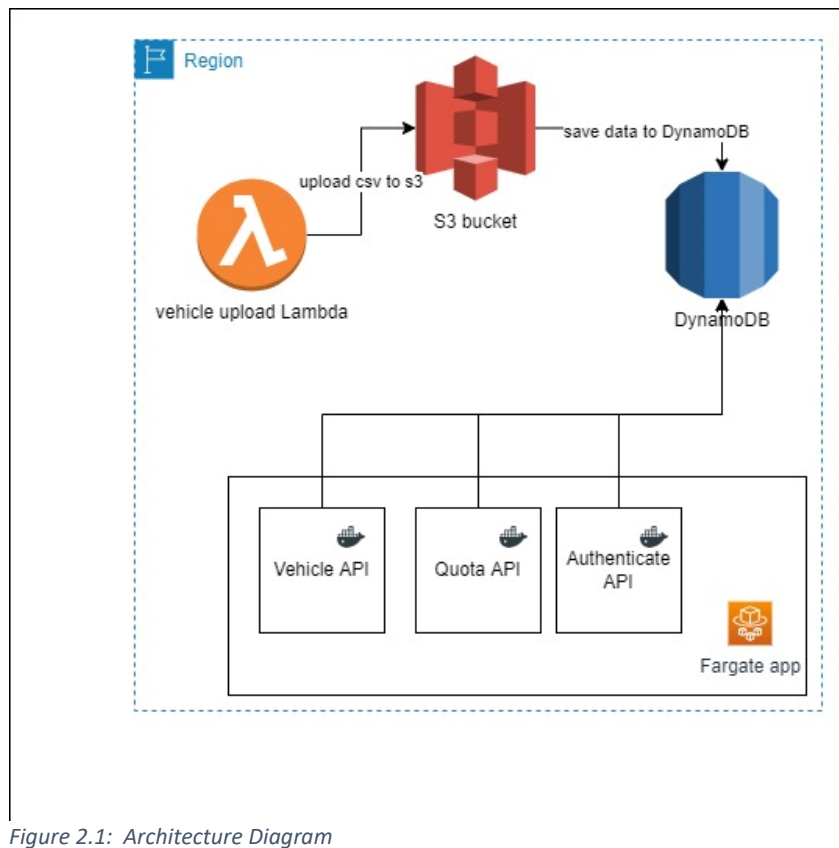 Region
save data to DynamoDB
upload csv to s3
S3 bucket
vehicle upload Lambda
DynamoDB
Vehicle API
Quota API
Authenticate
API
Fargate app
Figure 2.1: Architecture Diagram